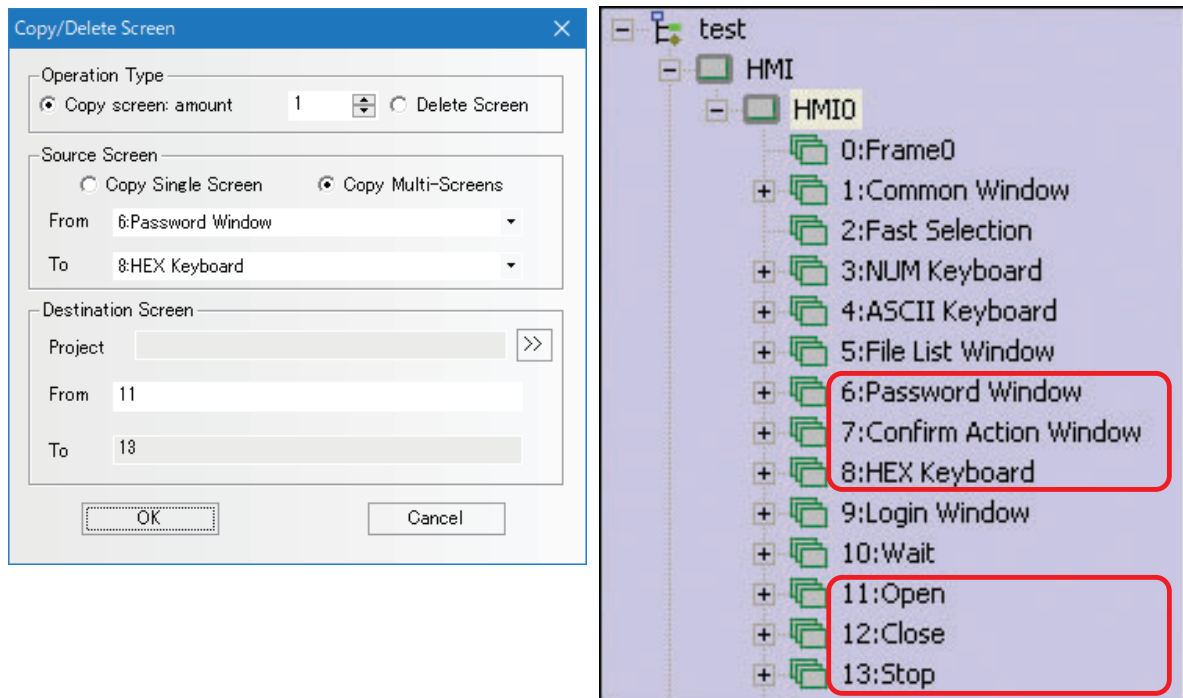 Copy/Delete Screen
Operation Type
Copy screen: amount 1 Delete Screen
Source Screen
Copy Single Screen Copy Multi-Screens
From 6:Password Window
To 8:HEX Keyboard
Destination Screen
Project >>
From 11
To 13
OK Cancel
test
HMI
HMI0
0:Frame0
1:Common Window
2:Fast Selection
3:NUM Keyboard
4:ASCII Keyboard
5:File List Window
6:Password Window
7:Confirm Action Window
8:HEX Keyboard
9:Login Window
10:Wait
11:Open
12:Close
13:Stop